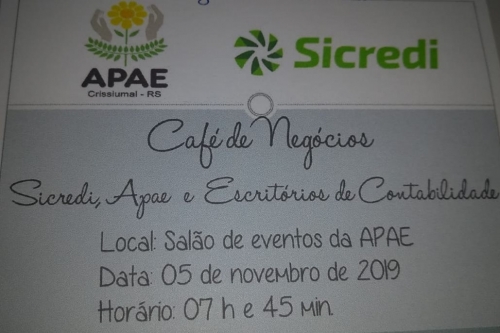 APAE
Crissiumal - RS
Sicredi
Café de Negócios
Sicredi, Apae e Escritórios de Contabilidade
Local: Salão de eventos da APAE
Data: 05 de novembro de 2019
Horário: 07 h e 45 min.